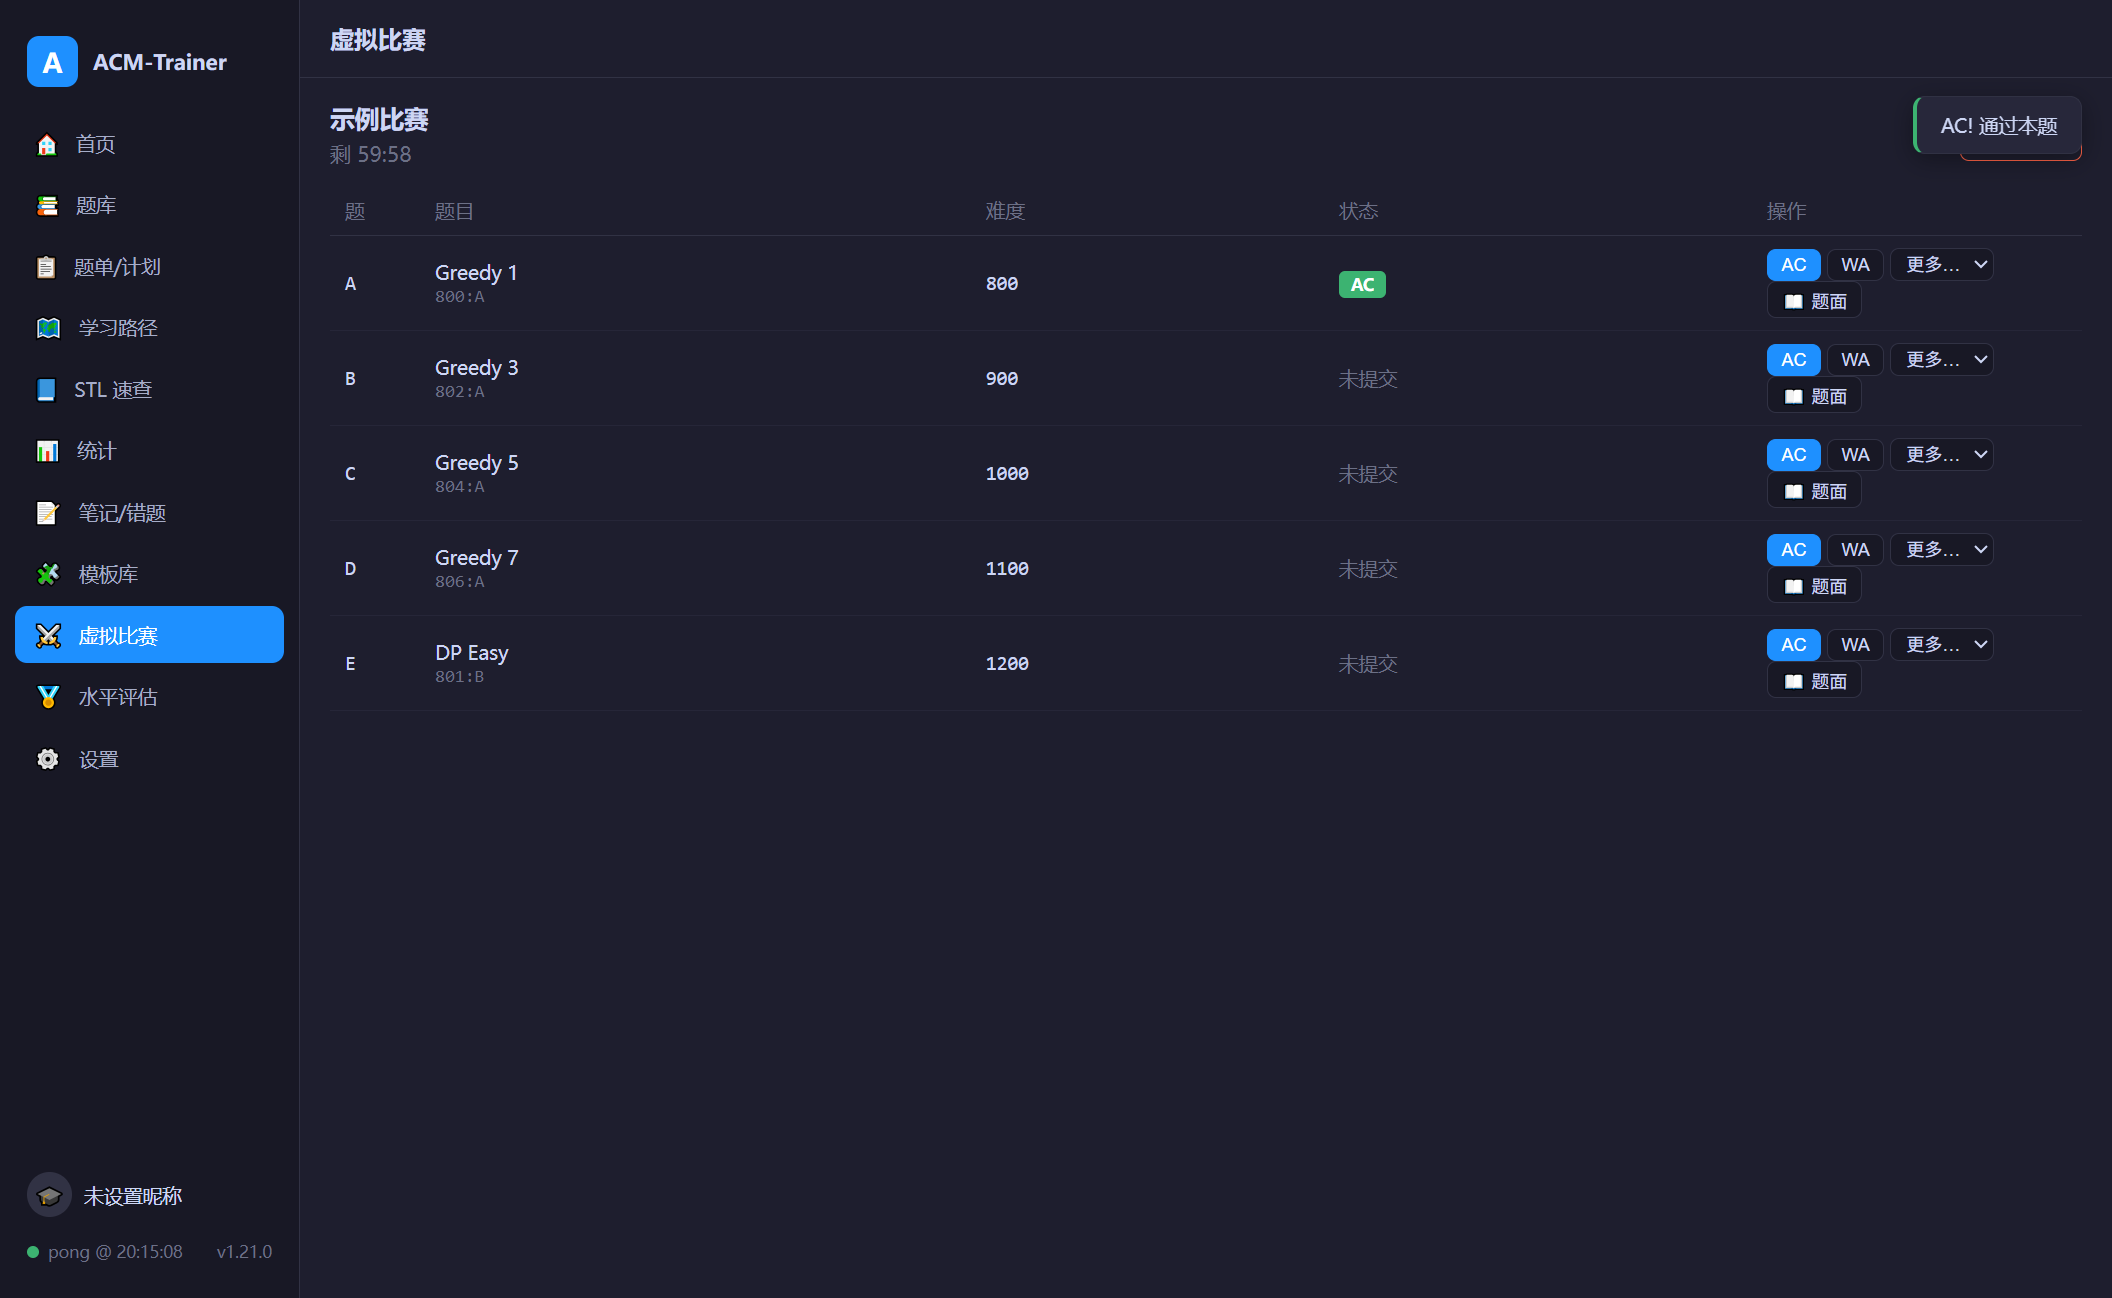 A ACM-Trainer
首页
题库
题单/计划
学习路径
STL 速查
统计
笔记/错题
模板库
虚拟比赛
水平评估
设置
未设置昵称
pong @ 20:15:08 v1.21.0
虚拟比赛
示例比赛
剩 59:58
AC! 通过本题
题 题目 难度 状态 操作
A Greedy 1 800 AC AC WA 更多...
800:A 题面
B Greedy 3 900 未提交 AC WA 更多...
802:A 题面
C Greedy 5 1000 未提交 AC WA 更多...
804:A 题面
D Greedy 7 1100 未提交 AC WA 更多...
806:A 题面
E DP Easy 1200 未提交 AC WA 更多...
801:B 题面